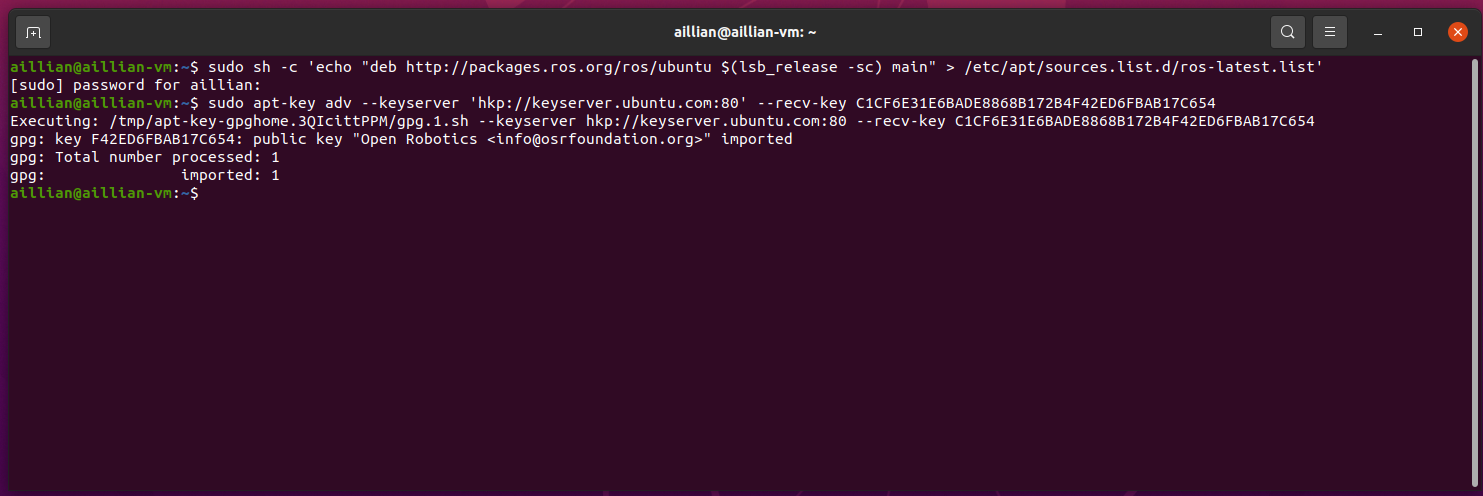 aillian@aillian-vm: ~
aillian@aillian-vm:~$ sudo sh -c 'echo "deb http://packages.ros.org/ros/ubuntu $(lsb_release -sc) main" > /etc/apt/sources.list.d/ros-latest.list'
[sudo] password for aillian:
aillian@aillian-vm:~$ sudo apt-key adv --keyserver 'hkp://keyserver.ubuntu.com:80' --recv-key C1CF6E31E6BADE8868B172B4F42ED6FBAB17C654
Executing: /tmp/apt-key-gpghome.3QIcittPPM/gpg.1.sh --keyserver hkp://keyserver.ubuntu.com:80 --recv-key C1CF6E31E6BADE8868B172B4F42ED6FBAB17C654
gpg: key F42ED6FBAB17C654: public key "Open Robotics <info@osrfoundation.org>" imported
gpg: Total number processed: 1
gpg:               imported: 1
aillian@aillian-vm:~$